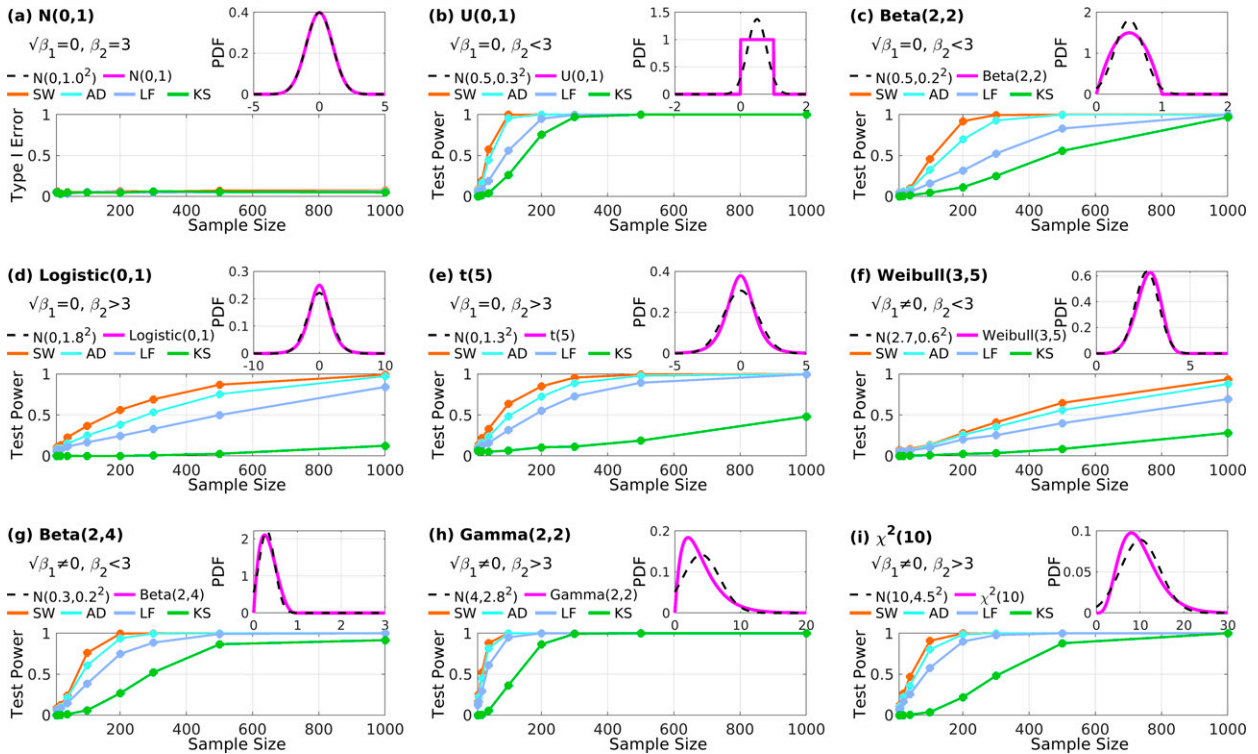 (a) N(0,1)
√β₁=0, β₂=3
N(0,1.0²) N(0,1)
SW AD LF KS
PDF
0.4
0.2
0
-5 0 5
Type I Error
1
0.5
0
200 400 600 800 1000
Sample Size
(b) U(0,1)
√β₁=0, β₂<3
N(0.5,0.3²) U(0,1)
SW AD LF KS
PDF
1.5
1.0
0.5
0
-2 0 2
Test Power
1
0.5
0
200 400 600 800 1000
Sample Size
(c) Beta(2,2)
√β₁=0, β₂<3
N(0.5,0.2²) Beta(2,2)
SW AD LF KS
PDF
2
1
0
0 1 2
Test Power
1
0.5
0
200 400 600 800 1000
Sample Size
(d) Logistic(0,1)
√β₁=0, β₂>3
N(0,1.8²) Logistic(0,1)
SW AD LF KS
PDF
0.3
0.2
0.1
0
-10 0 10
Test Power
1
0.5
0
200 400 600 800 1000
Sample Size
(e) t(5)
√β₁=0, β₂>3
N(0,1.3²) t(5)
SW AD LF KS
PDF
0.4
0.2
0
-5 0 5
Test Power
1
0.5
0
200 400 600 800 1000
Sample Size
(f) Weibull(3,5)
√β₁≠0, β₂<3
N(2.7,0.6²) Weibull(3,5)
SW AD LF KS
PDF
0.6
0.4
0.2
0
0 5
Test Power
1
0.5
0
200 400 600 800 1000
Sample Size
(g) Beta(2,4)
√β₁≠0, β₂<3
N(0.3,0.2²) Beta(2,4)
SW AD LF KS
PDF
2
1
0
0 1 2 3
Test Power
1
0.5
0
200 400 600 800 1000
Sample Size
(h) Gamma(2,2)
√β₁≠0, β₂>3
N(4,2.8²) Gamma(2,2)
SW AD LF KS
PDF
0.2
0.1
0
0 10 20
Test Power
1
0.5
0
200 400 600 800 1000
Sample Size
(i) χ²(10)
√β₁≠0, β₂>3
N(10,4.5²) χ²(10)
SW AD LF KS
PDF
0.1
0.05
0
0 10 20 30
Test Power
1
0.5
0
200 400 600 800 1000
Sample Size